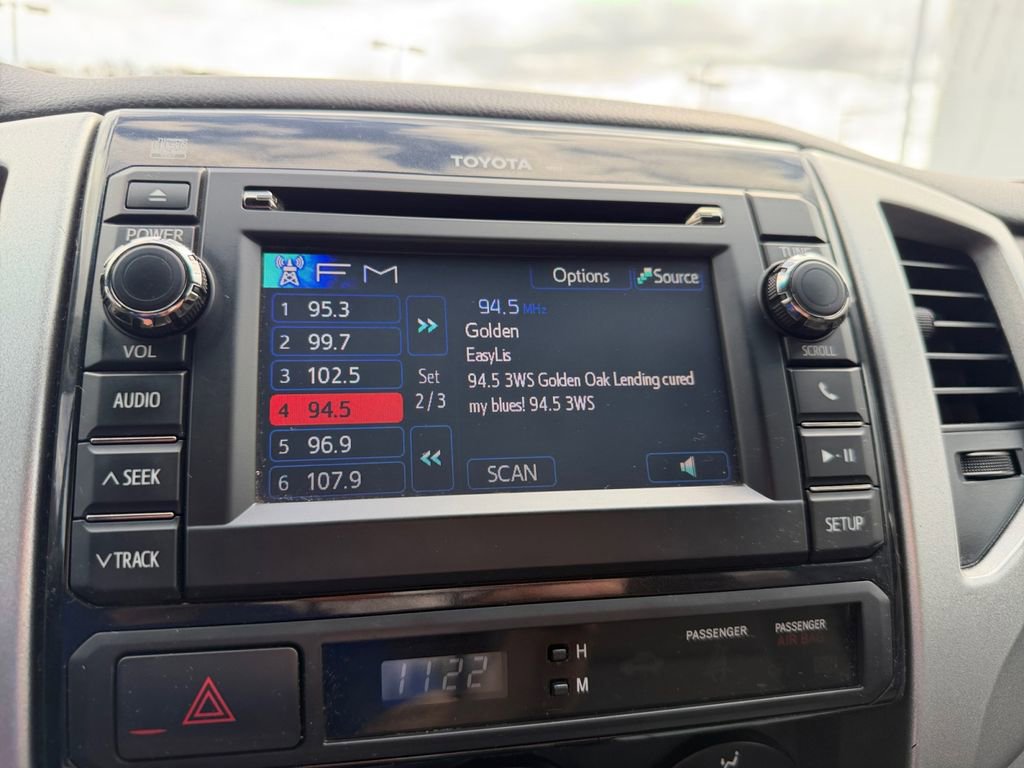 TOYOTA
POWER
TUNE
FM
Options
Source
1 95.3
94.5 MHz
2 99.7
Golden
EasyLis
3 102.5
Set
94.5 3WS Golden Oak Lending cured
4 94.5
2/3
my blues! 94.5 3WS
5 96.9
6 107.9
SCAN
VOL
SCROLL
AUDIO
∧ SEEK
∨ TRACK
SETUP
PASSENGER
PASSENGER
AIR BAG
H
M
1122